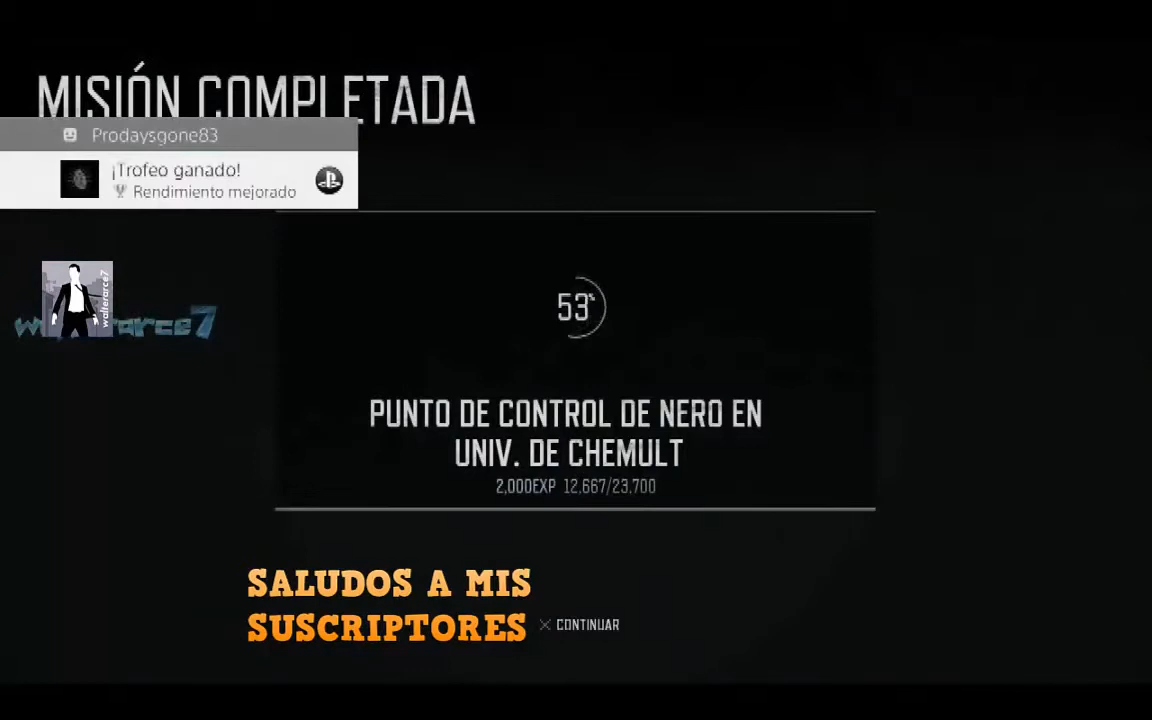 MISIÓN COMPLETADA
Prodaysgone83
¡Trofeo ganado!
Rendimiento mejorado
walterarce7
53%
PUNTO DE CONTROL DE NERO EN
UNIV. DE CHEMULT
2,000EXP 12,667/23,700
SALUDOS A MIS
SUSCRIPTORES
CONTINUAR